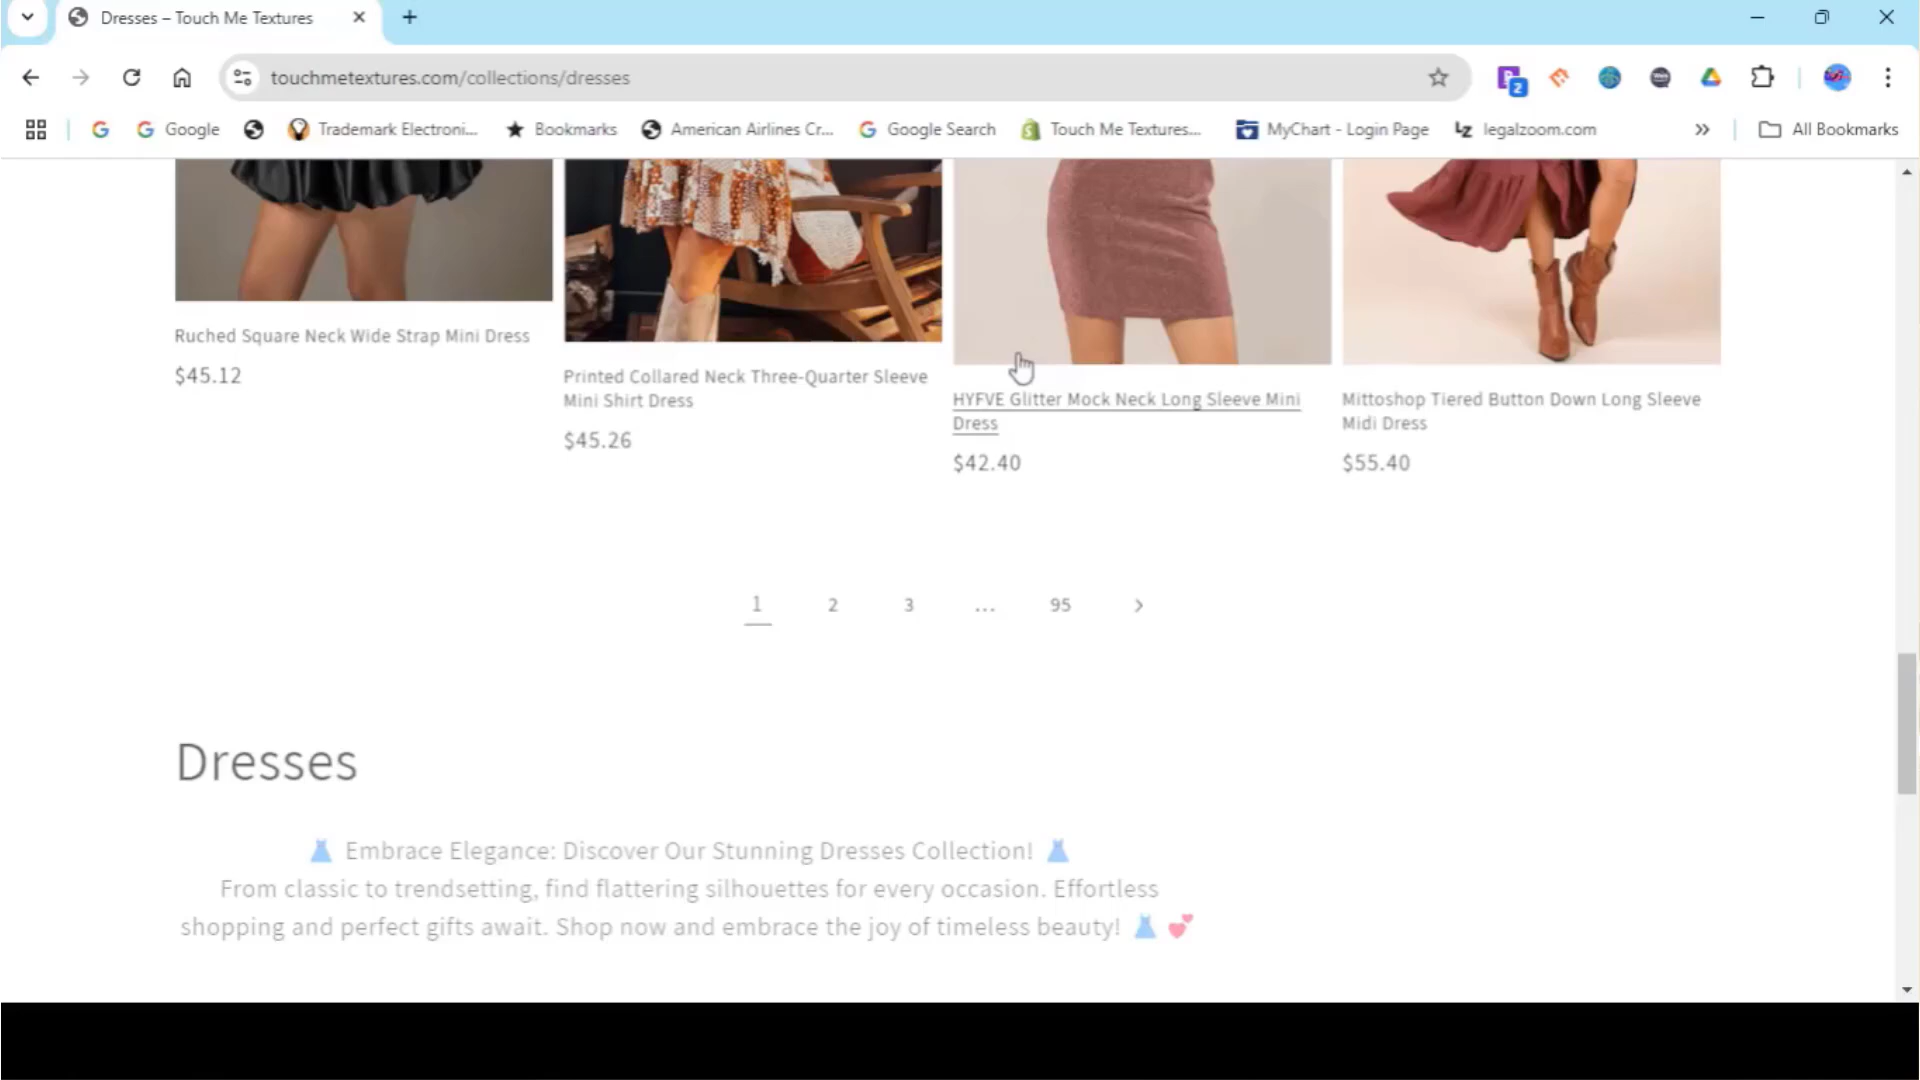 Dresses – Touch Me Textures
touchmetextures.com/collections/dresses
2
Google
Trademark Electroni...
Bookmarks
American Airlines Cr...
Google Search
Touch Me Textures...
MyChart - Login Page
legalzoom.com
All Bookmarks
Ruched Square Neck Wide Strap Mini Dress
$45.12
Printed Collared Neck Three-Quarter Sleeve
Mini Shirt Dress
$45.26
HYFVE Glitter Mock Neck Long Sleeve Mini
Dress
$42.40
Mittoshop Tiered Button Down Long Sleeve
Midi Dress
$55.40
1 2 3 ... 95
Dresses
👗 Embrace Elegance: Discover Our Stunning Dresses Collection! 👗
From classic to trendsetting, find flattering silhouettes for every occasion. Effortless
shopping and perfect gifts await. Shop now and embrace the joy of timeless beauty! 👗 💕